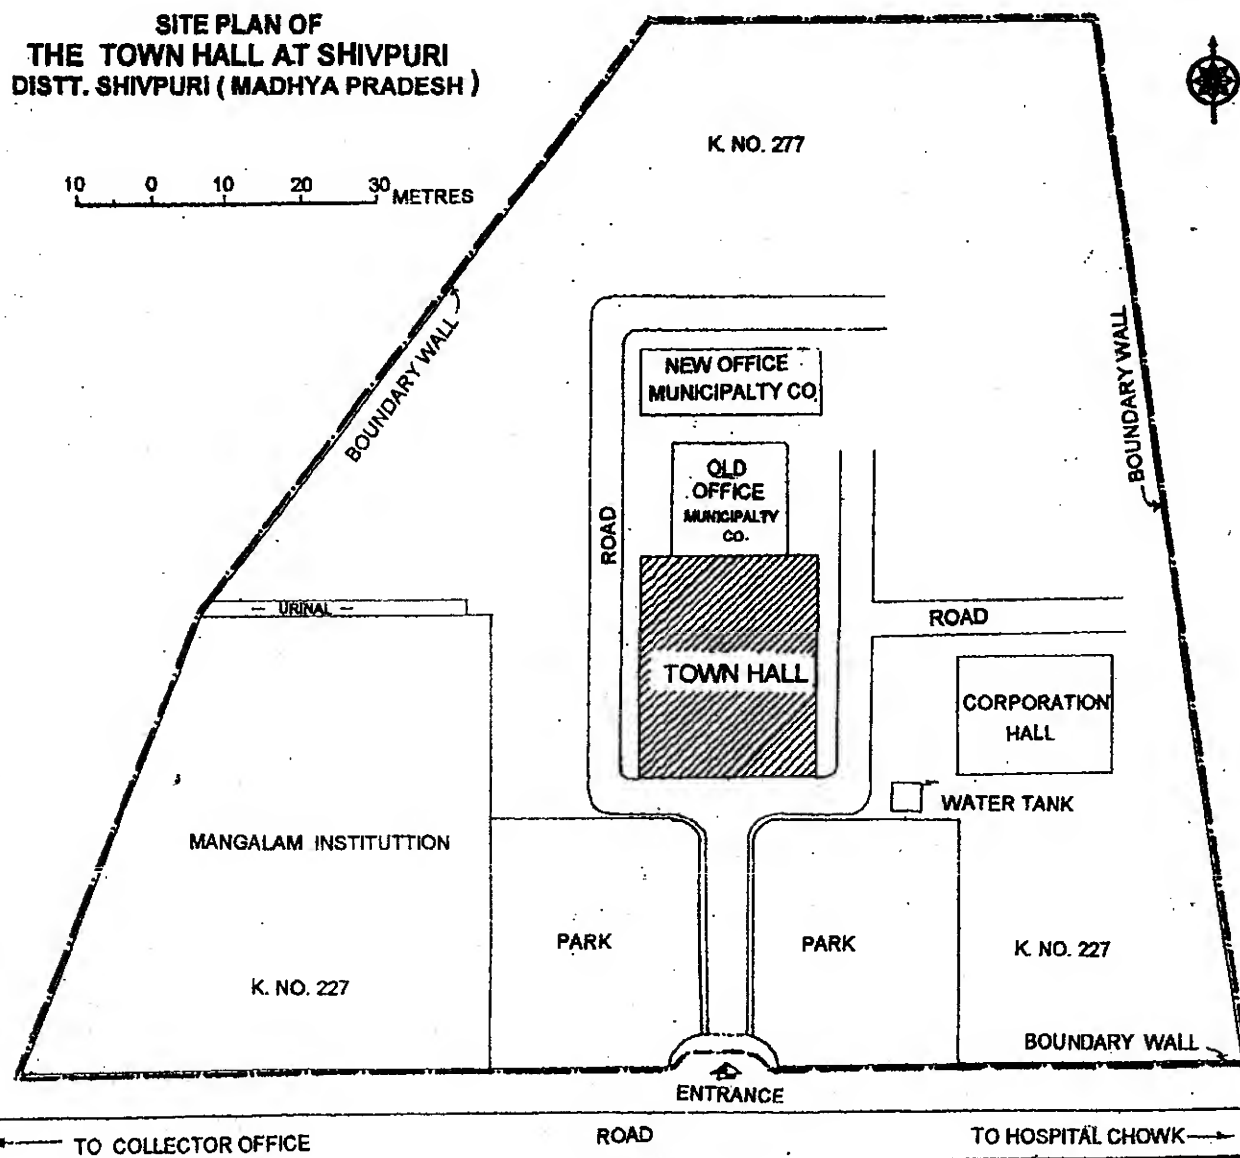 SITE PLAN OF
THE TOWN HALL AT SHIVPURI
DISTT. SHIVPURI ( MADHYA PRADESH )
10 0 10 20 30 METRES
K. NO. 277
BOUNDARY WALL
BOUNDARY WALL
NEW OFFICE
MUNICIPALTY CO.
OLD
OFFICE
MUNICIPALTY
CO.
ROAD
— URINAL —
ROAD
TOWN HALL
CORPORATION
HALL
WATER TANK
MANGALAM INSTITUTTION
PARK
PARK
K. NO. 227
K. NO. 227
BOUNDARY WALL
ENTRANCE
TO COLLECTOR OFFICE
ROAD
TO HOSPITAL CHOWK